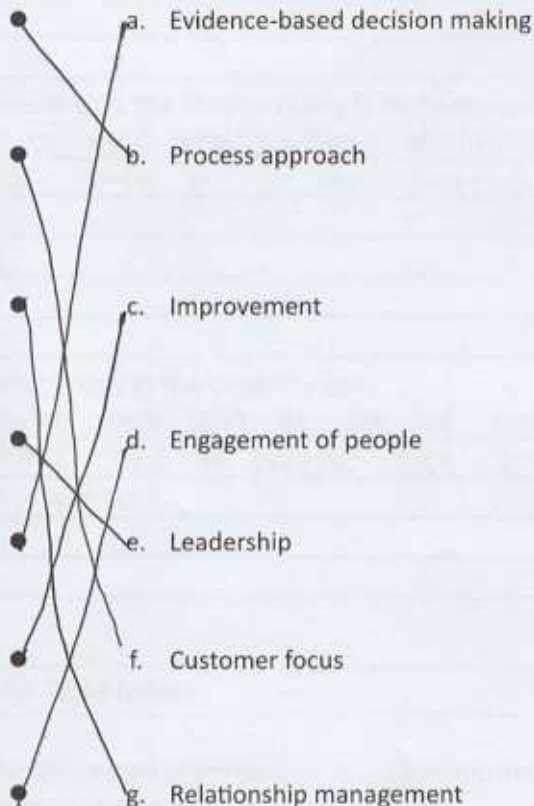 a. Evidence-based decision making
b. Process approach
c. Improvement
d. Engagement of people
e. Leadership
f. Customer focus
g. Relationship management